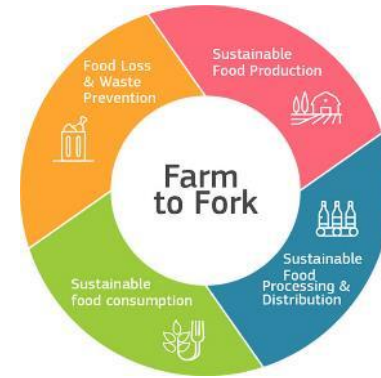 Food Loss
& Waste
Prevention
Sustainable
Food Production
Farm
to Fork
Sustainable
Food
Processing &
Distribution
Sustainable
food consumption